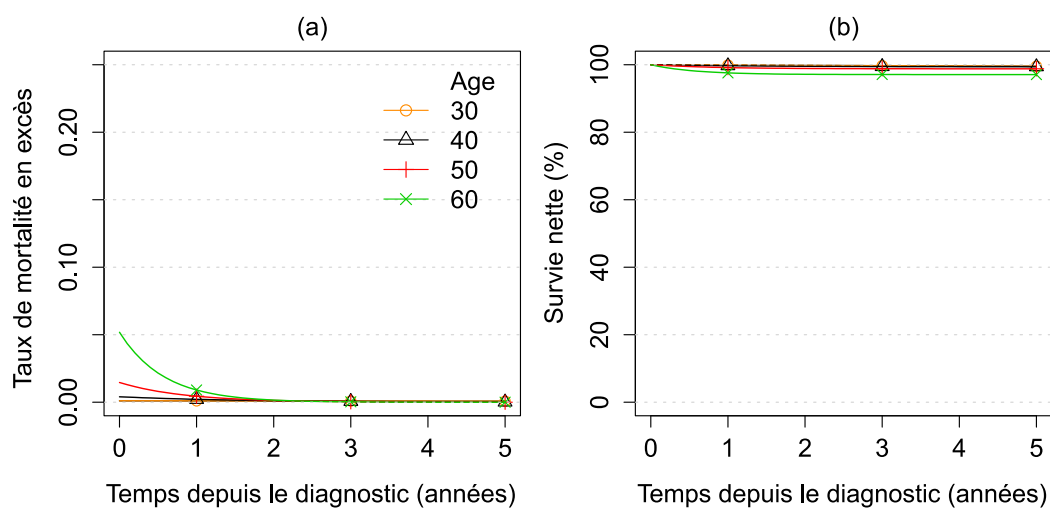 (a)
Taux de mortalité en excès
0.00
0.10
0.20
Age
30
40
50
60
0 1 2 3 4 5
Temps depuis le diagnostic (années)
(b)
Survie nette (%)
0
20
40
60
80
100
0 1 2 3 4 5
Temps depuis le diagnostic (années)